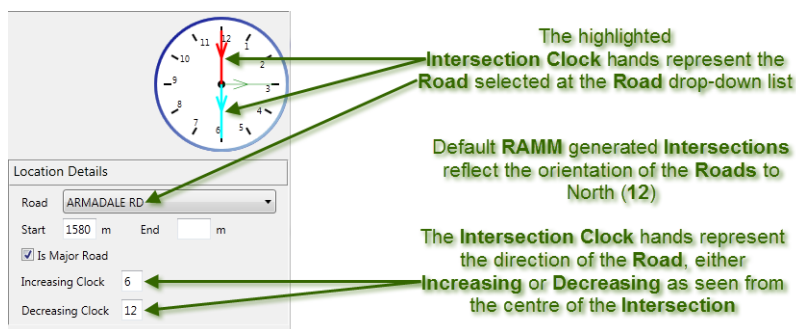 12
1
2
3
4
5
6
7
8
9
10
11
The highlighted
Intersection Clock hands represent the
Road selected at the Road drop-down list
Default RAMM generated Intersections
reflect the orientation of the Roads to
North (12)
The Intersection Clock hands represent
the direction of the Road, either
Increasing or Decreasing as seen from
the centre of the Intersection
Location Details
Road ARMADALE RD
Start 1580 m End m
Is Major Road
Increasing Clock 6
Decreasing Clock 12